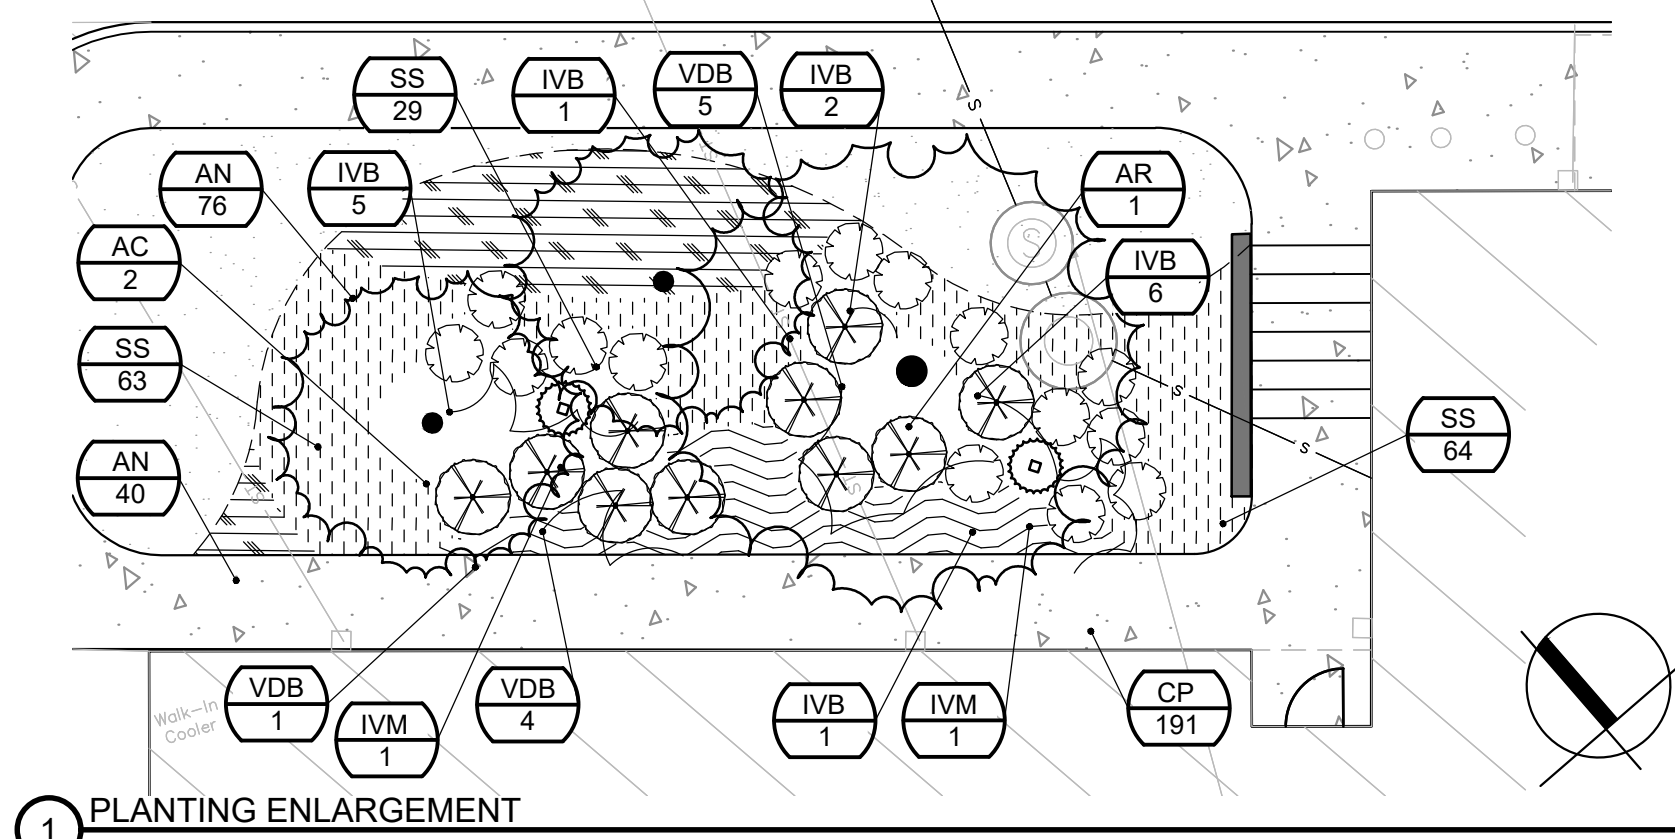 SS
29
IVB
1
VDB
5
IVB
2
S
AN
76
IVB
5
AR
1
S
AC
2
IVB
6
SS
63
S
S
SS
64
AN
40
ST
ST
VDB
1
VDB
4
IVM
1
IVB
1
IVM
1
CP
191
Walk-In
Cooler
1
PLANTING ENLARGEMENT